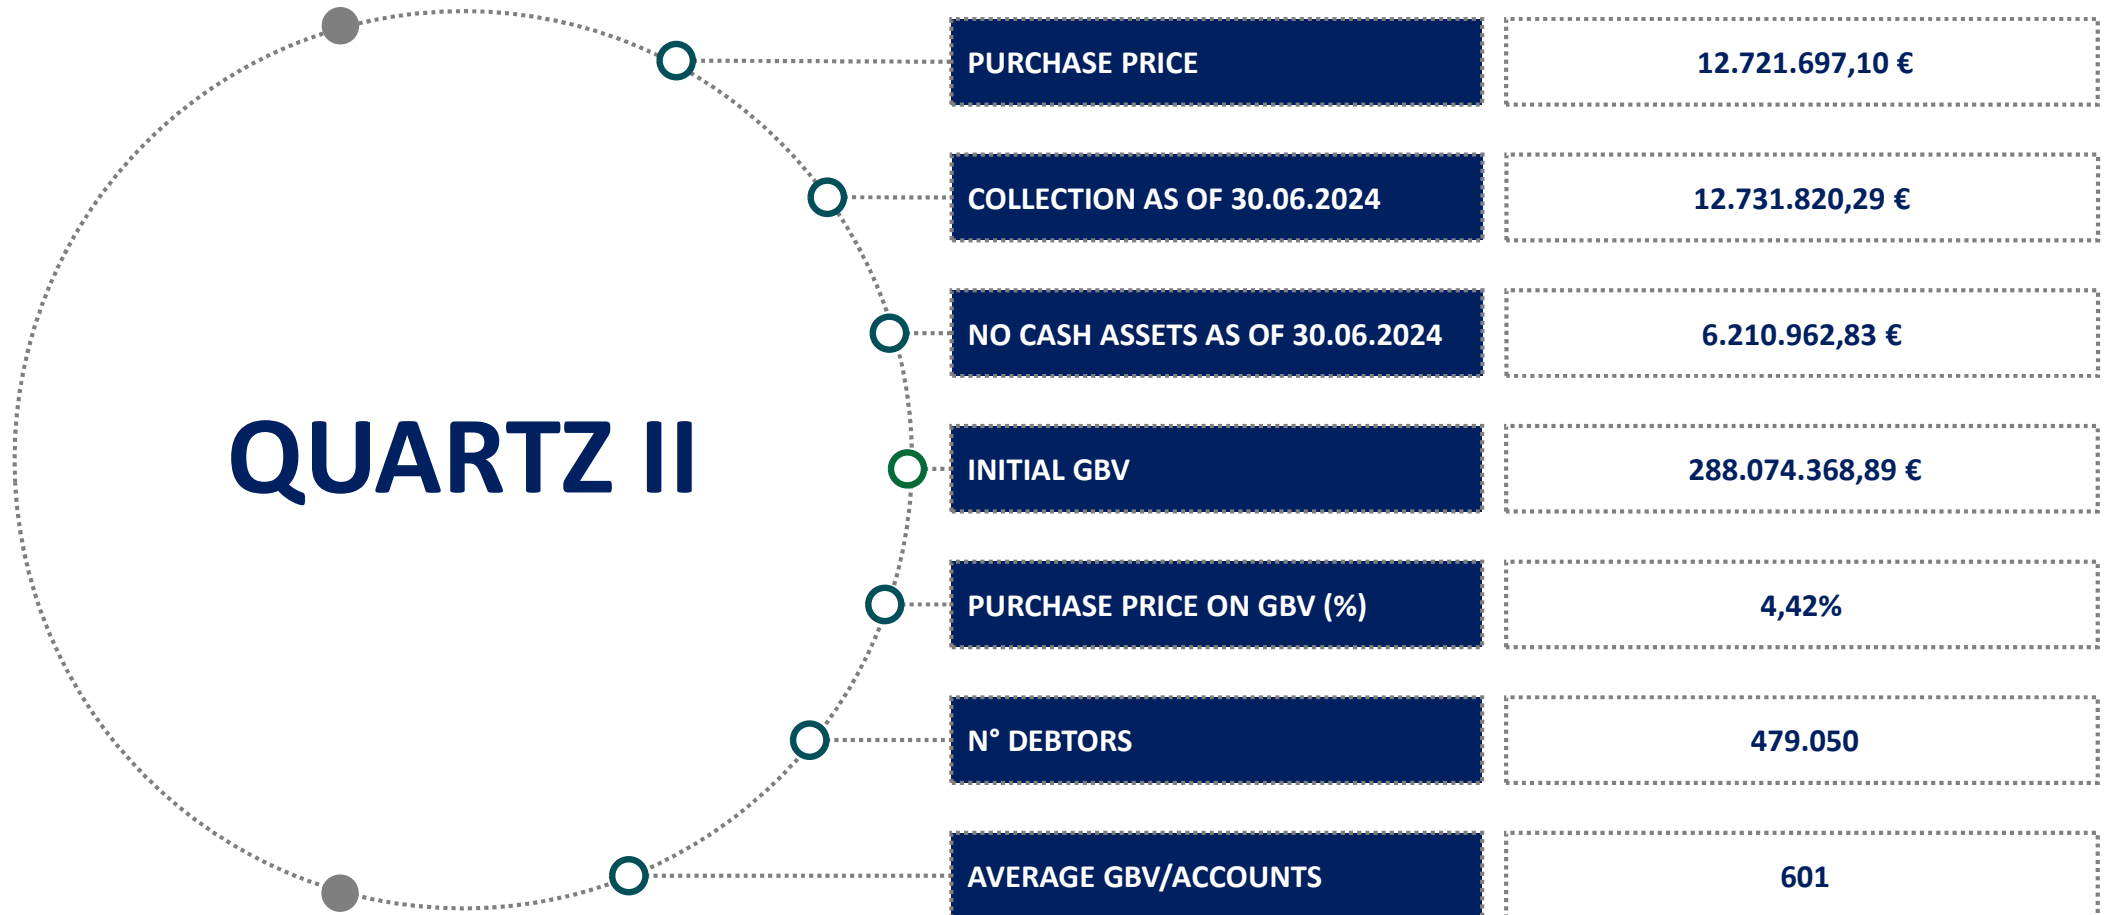 QUARTZ II
PURCHASE PRICE
12.721.697,10 €
COLLECTION AS OF 30.06.2024
12.731.820,29 €
NO CASH ASSETS AS OF 30.06.2024
6.210.962,83 €
INITIAL GBV
288.074.368,89 €
PURCHASE PRICE ON GBV (%)
4,42%
N° DEBTORS
479.050
AVERAGE GBV/ACCOUNTS
601